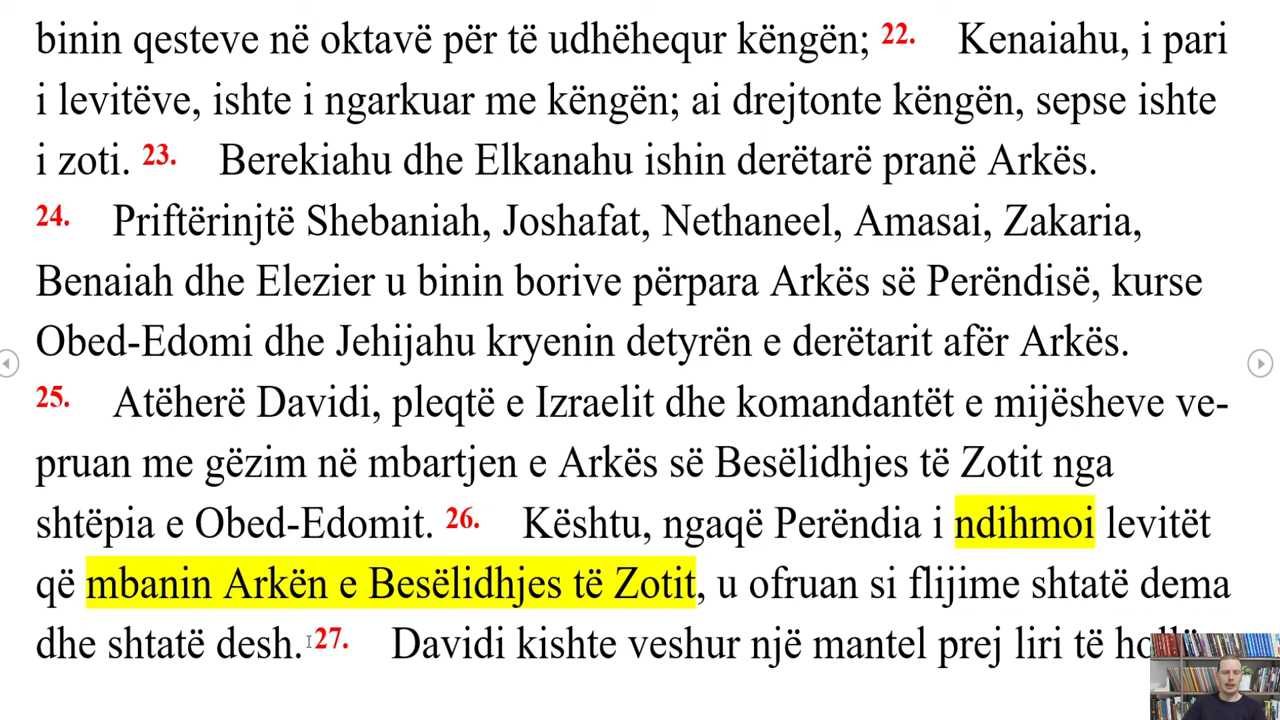 binin qesteve në oktavë për të udhëhequr këngën; 22. Kenaiahu, i pari
i levitëve, ishte i ngarkuar me këngën; ai drejtonte këngën, sepse ishte
i zoti. 23. Berekiahu dhe Elkanahu ishin derëtarë pranë Arkës.
24. Priftërinjtë Shebaniah, Joshafat, Nethaneel, Amasai, Zakaria,
Benaiah dhe Elezier u binin borive përpara Arkës së Perëndisë, kurse
Obed-Edomi dhe Jehijahu kryenin detyrën e derëtarit afër Arkës.
25. Atëherë Davidi, pleqtë e Izraelit dhe komandantët e mijësheve ve-
pruan me gëzim në mbartjen e Arkës së Besëlidhjes të Zotit nga
shtëpia e Obed-Edomit. 26. Kështu, ngaqë Perëndia i ndihmoi levitët
që mbanin Arkën e Besëlidhjes të Zotit, u ofruan si flijime shtatë dema
dhe shtatë desh. 27. Davidi kishte veshur një mantel prej liri të